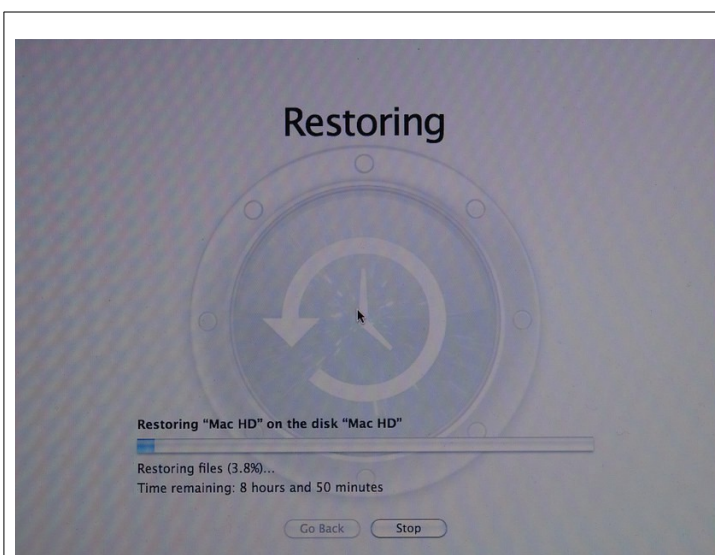 Restoring
Restoring “Mac HD” on the disk “Mac HD”
Restoring files (3.8%)...
Time remaining: 8 hours and 50 minutes
Go Back Stop